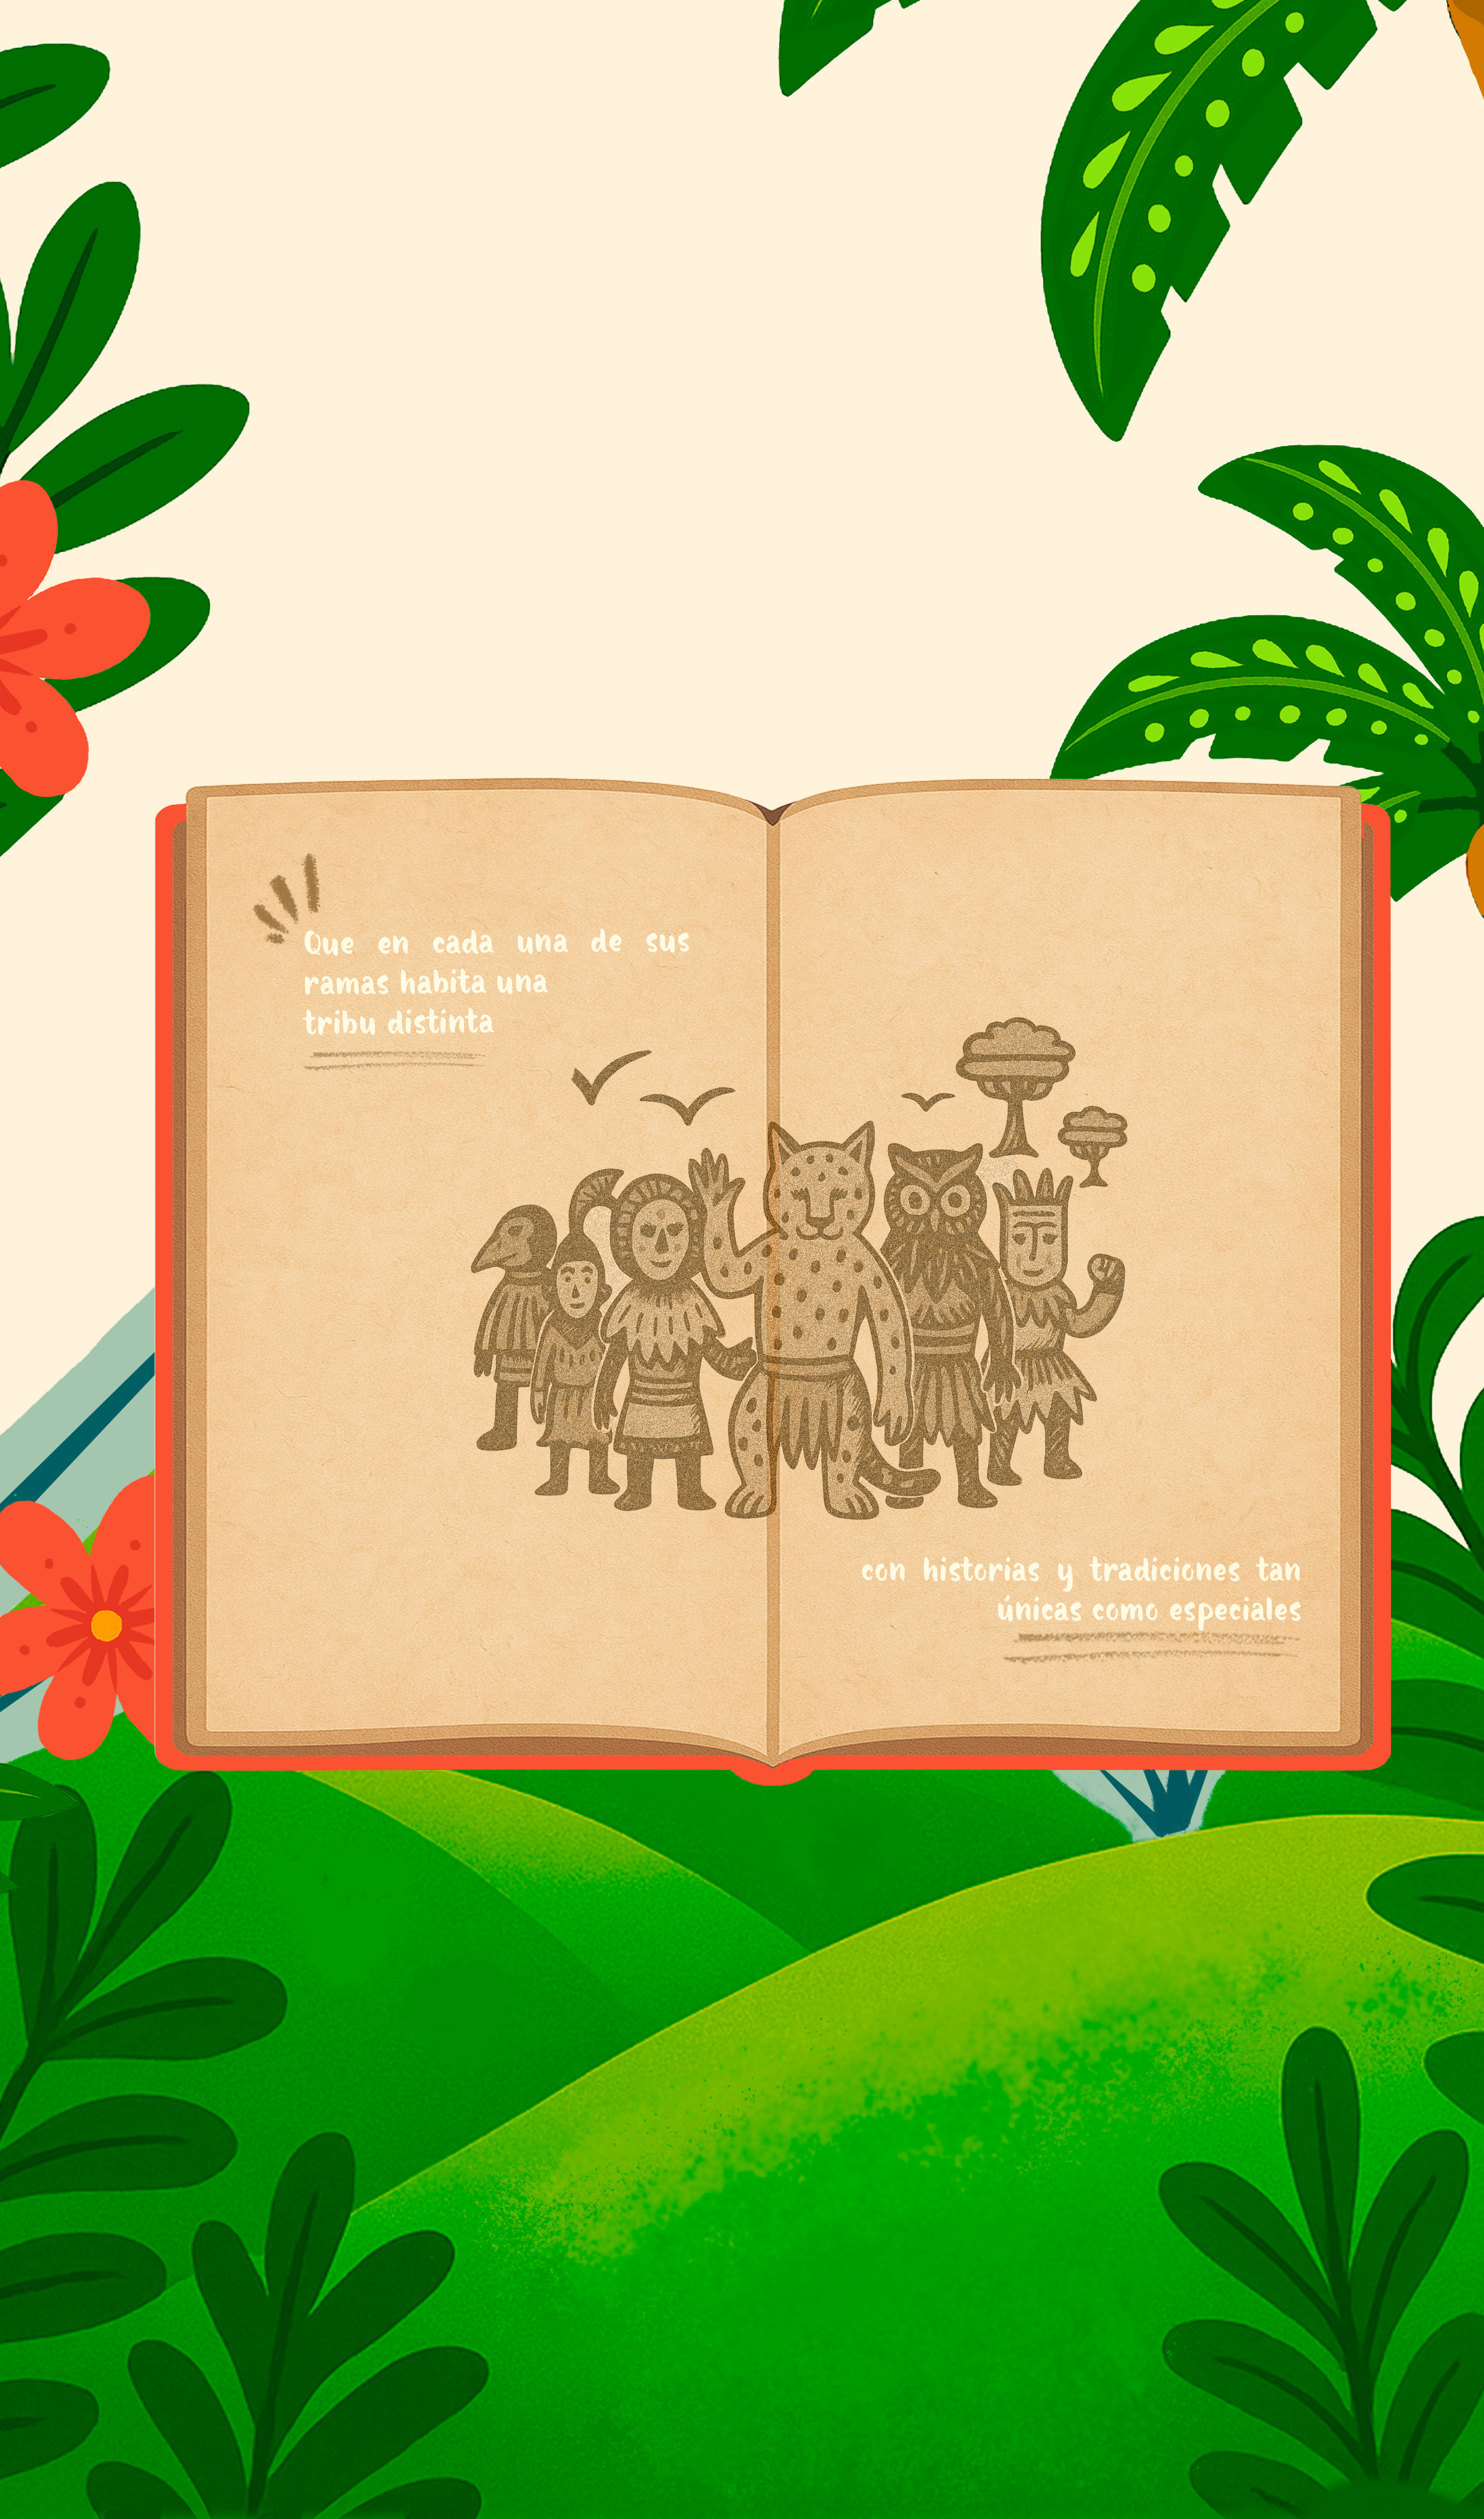 Que en cada una de sus
ramas habita una
tribu distinta
con historias y tradiciones tan
únicas como especiales